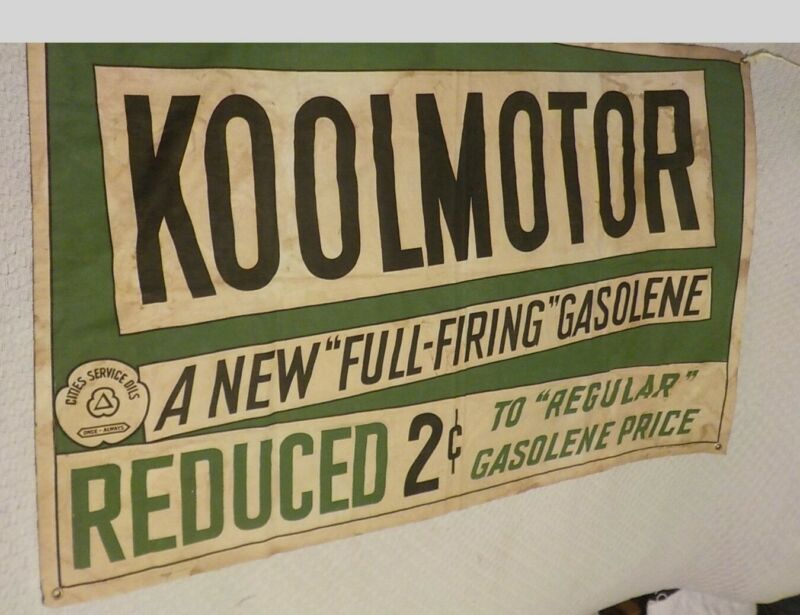 KOOLMOTOR
A NEW "FULL-FIRING" GASOLENE
CITIES SERVICE OILS
ONCE - ALWAYS
REDUCED 2¢
TO "REGULAR"
GASOLENE PRICE